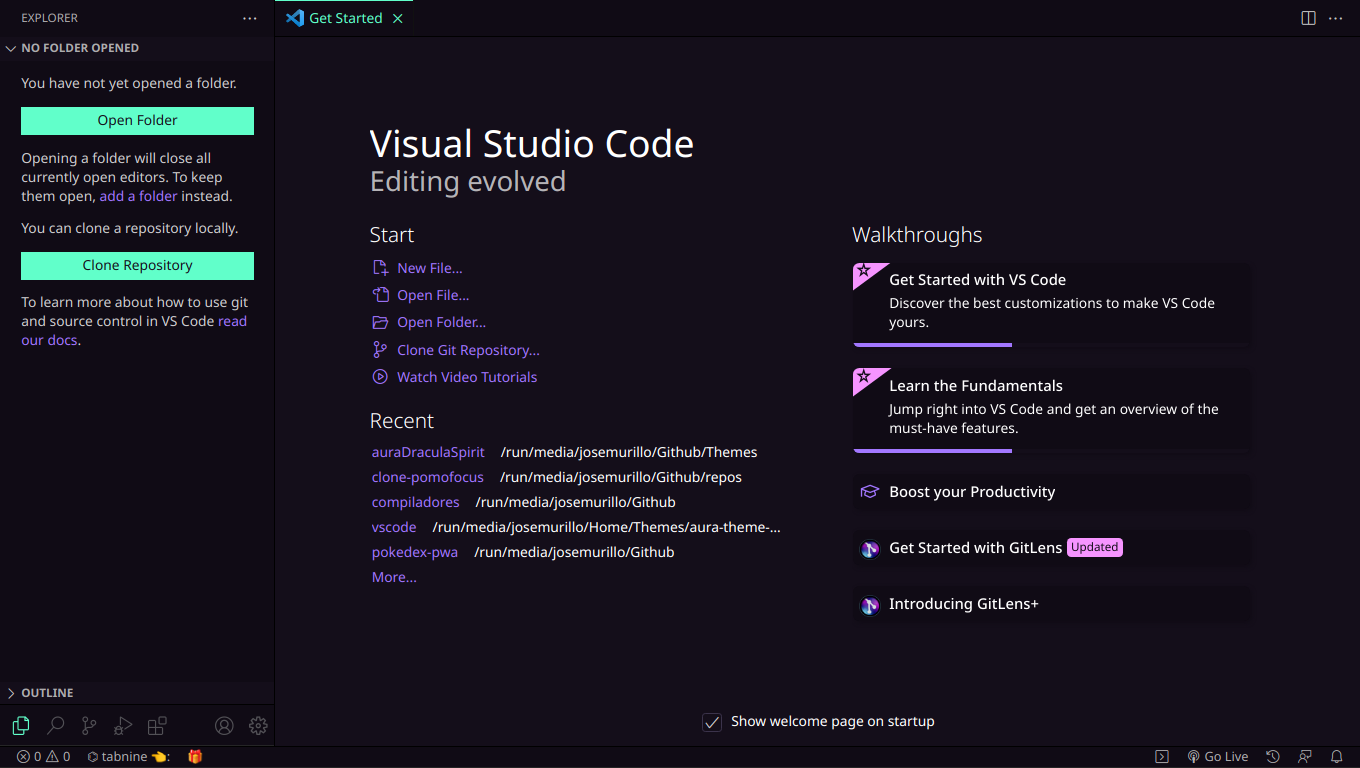 EXPLORER
NO FOLDER OPENED
You have not yet opened a folder.
Open Folder
Opening a folder will close all
currently open editors. To keep
them open, add a folder instead.
You can clone a repository locally.
Clone Repository
To learn more about how to use git
and source control in VS Code read
our docs.
OUTLINE
Get Started
Visual Studio Code
Editing evolved
Start
New File...
Open File...
Open Folder...
Clone Git Repository...
Watch Video Tutorials
Recent
auraDraculaSpirit /run/media/josemurillo/Github/Themes
clone-pomofocus /run/media/josemurillo/Github/repos
compiladores /run/media/josemurillo/Github
vscode /run/media/josemurillo/Home/Themes/aura-theme-...
pokedex-pwa /run/media/josemurillo/Github
More...
Walkthroughs
Get Started with VS Code
Discover the best customizations to make VS Code
yours.
Learn the Fundamentals
Jump right into VS Code and get an overview of the
must-have features.
Boost your Productivity
Get Started with GitLens Updated
Introducing GitLens+
Show welcome page on startup
0 0 tabnine 👈: 🎁 Go Live